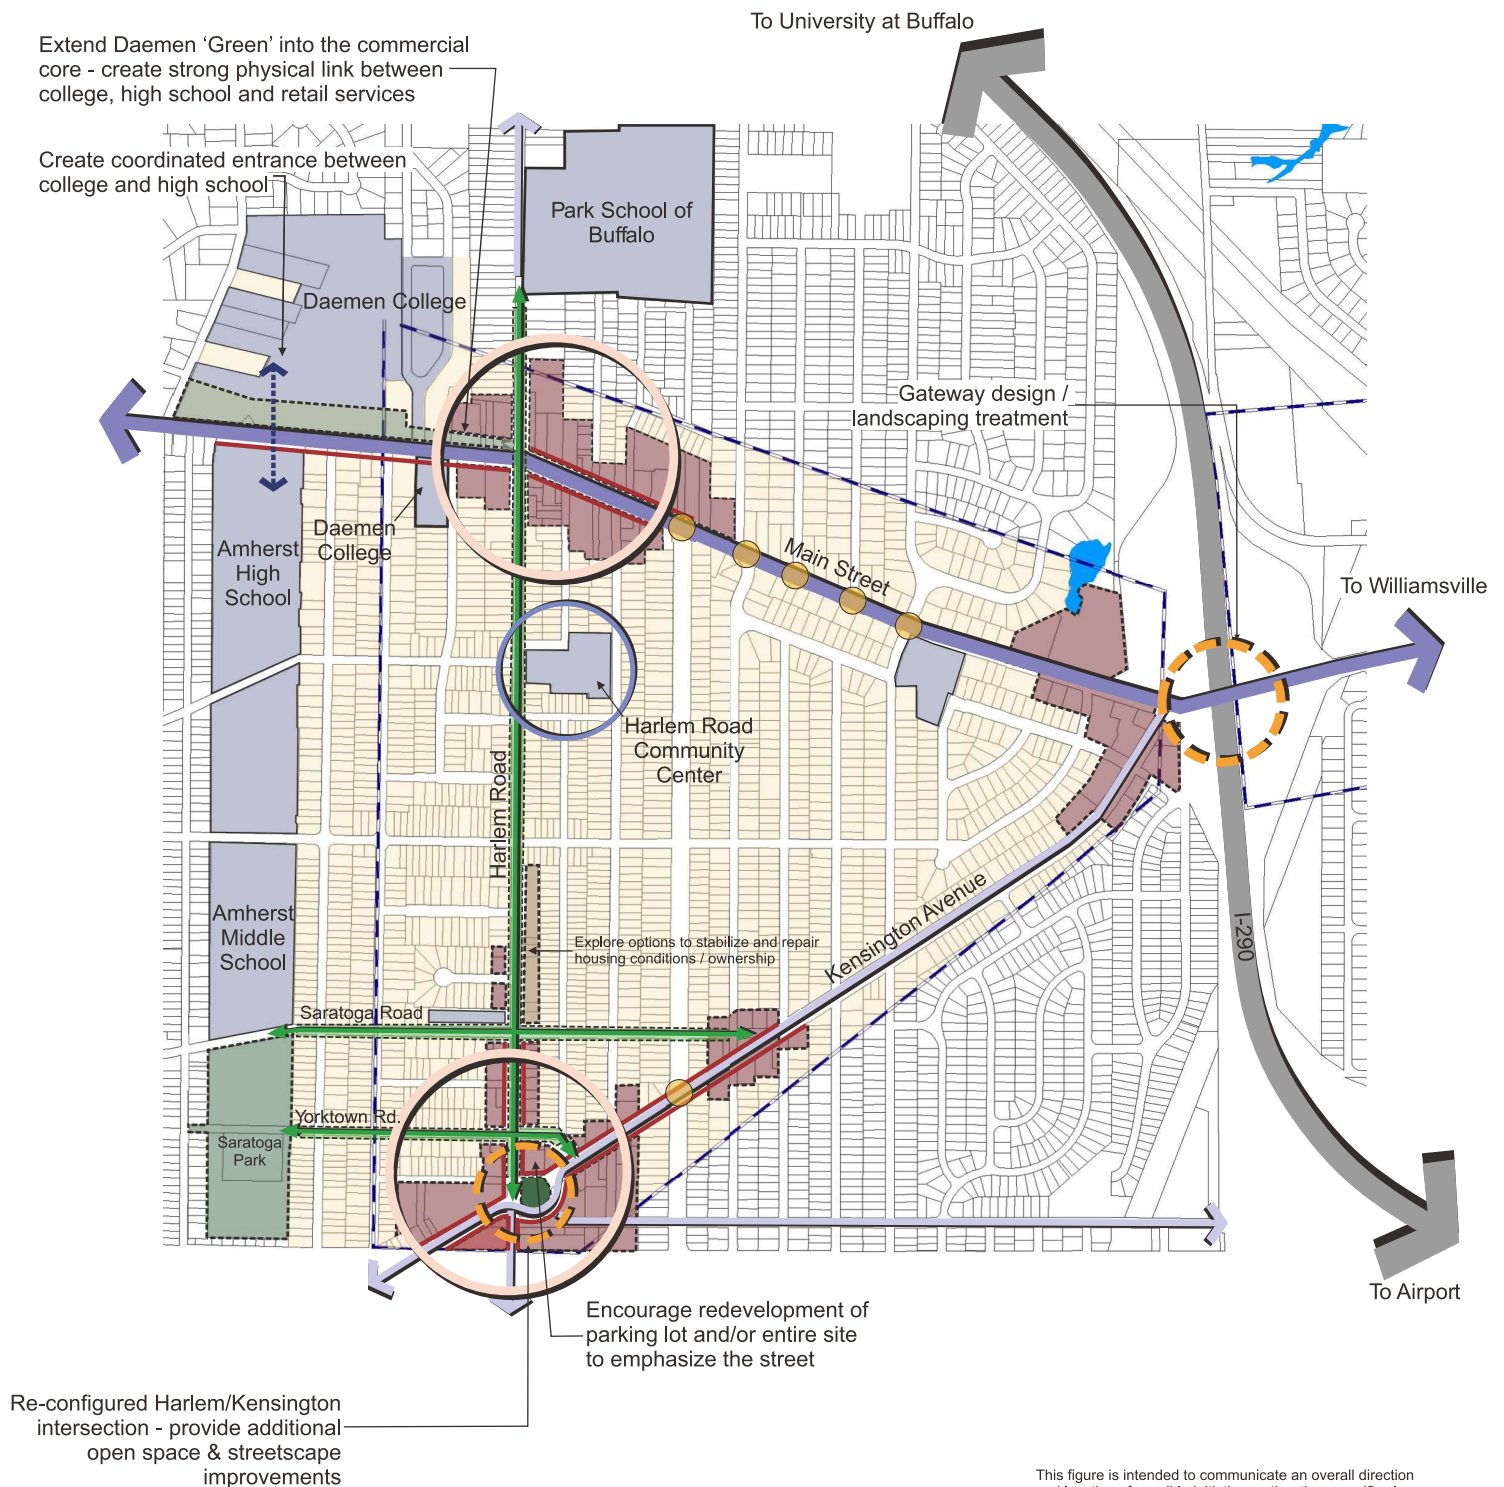 To University at Buffalo
Extend Daemen ‘Green’ into the commercial
core - create strong physical link between
college, high school and retail services
Create coordinated entrance between
college and high school
Park School of
Buffalo
Daemen College
Gateway design /
landscaping treatment
Daemen
College
Amherst
High
School
Main Street
To Williamsville
Harlem Road
Community
Center
Harlem Road
Kensington Avenue
Amherst
Middle
School
Explore options to stabilize and repair
housing conditions / ownership
I-290
Saratoga Road
Yorktown Rd.
Saratoga
Park
To Airport
Encourage redevelopment of
parking lot and/or entire site
to emphasize the street
Re-configured Harlem/Kensington
intersection - provide additional
open space & streetscape
improvements
This figure is intended to communicate an overall direction